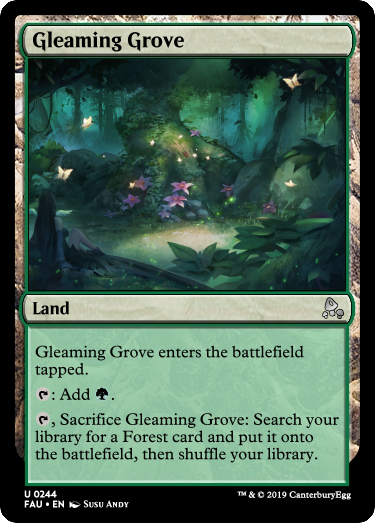 Gleaming Grove
Land
Gleaming Grove enters the battlefield
tapped.
: Add .
, Sacrifice Gleaming Grove: Search your
library for a Forest card and put it onto
the battlefield, then shuffle your library.
U 0244
FAU • EN Susu Andy
™ & © 2019 CanterburyEgg